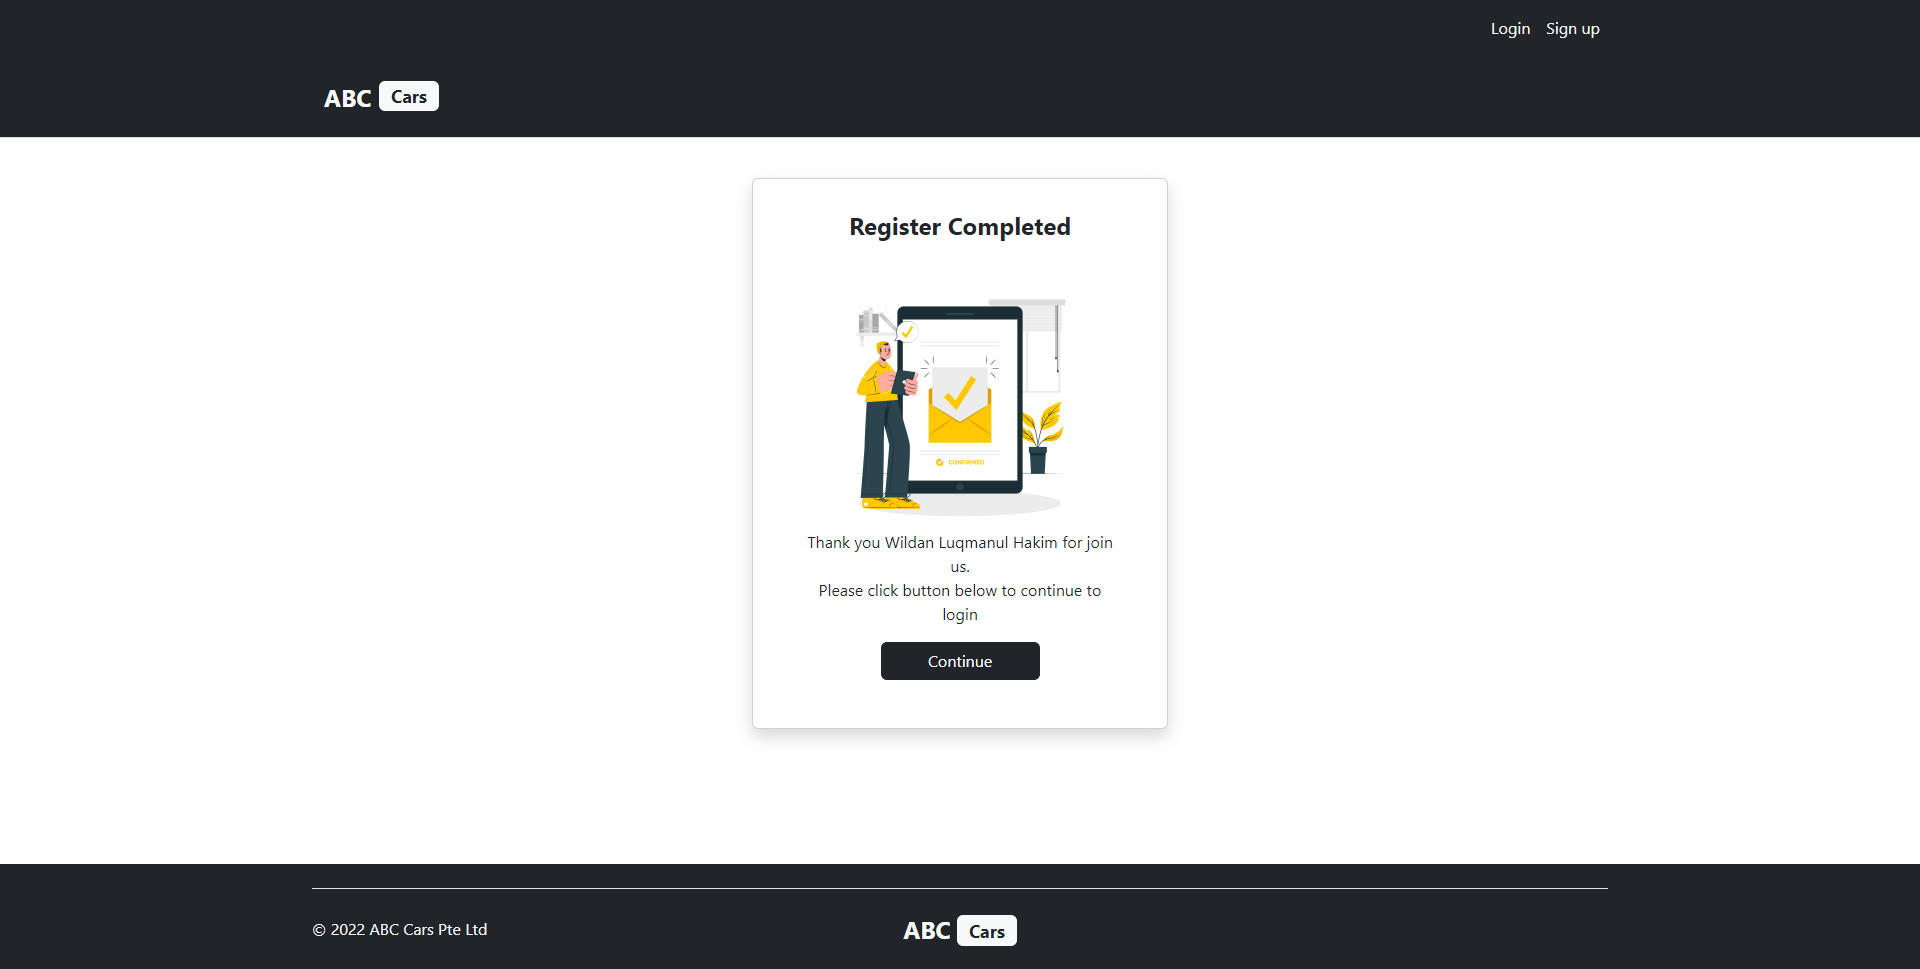 Login Sign up
ABC Cars
Register Completed
CONFIRMED
Thank you Wildan Luqmanul Hakim for join
us.
Please click button below to continue to
login
Continue
© 2022 ABC Cars Pte Ltd
ABC Cars